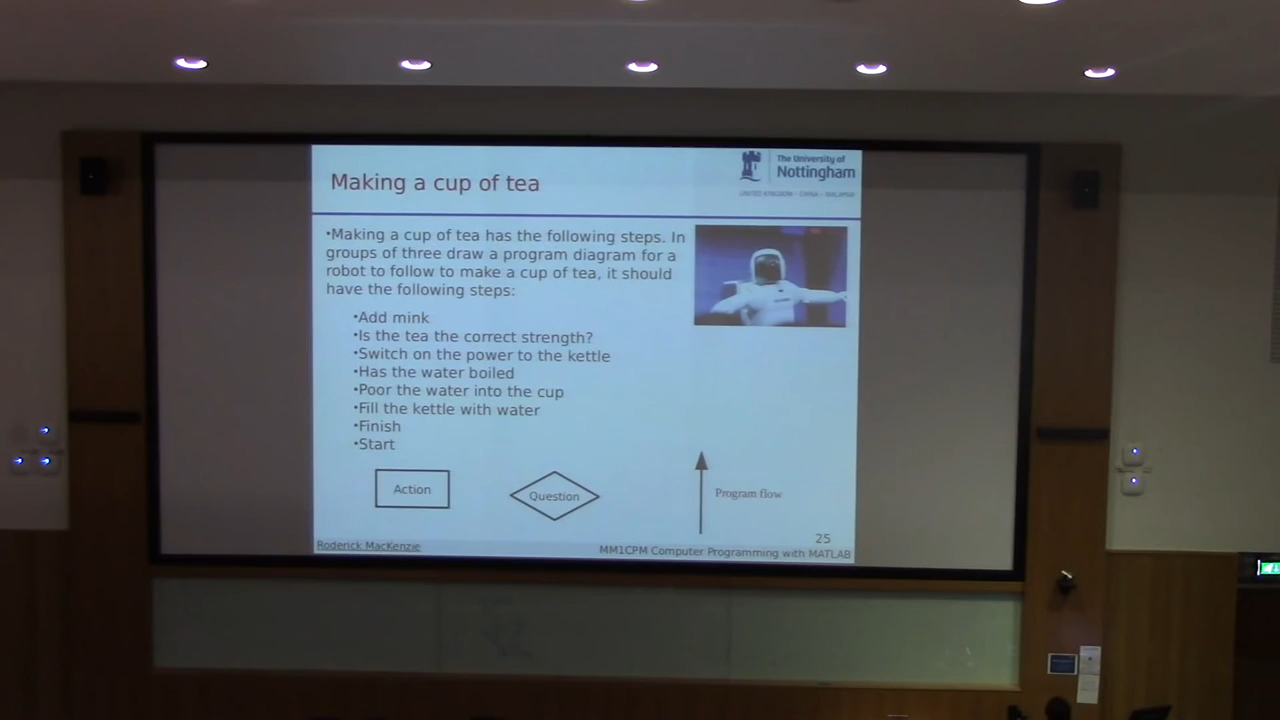 Making a cup of tea
The University of
Nottingham
UNITED KINGDOM · CHINA · MALAYSIA
•Making a cup of tea has the following steps. In
groups of three draw a program diagram for a
robot to follow to make a cup of tea, it should
have the following steps:
•Add mink
•Is the tea the correct strength?
•Switch on the power to the kettle
•Has the water boiled
•Poor the water into the cup
•Fill the kettle with water
•Finish
•Start
Action
Question
Program flow
25
Roderick MacKenzie
MM1CPM Computer Programming with MATLAB